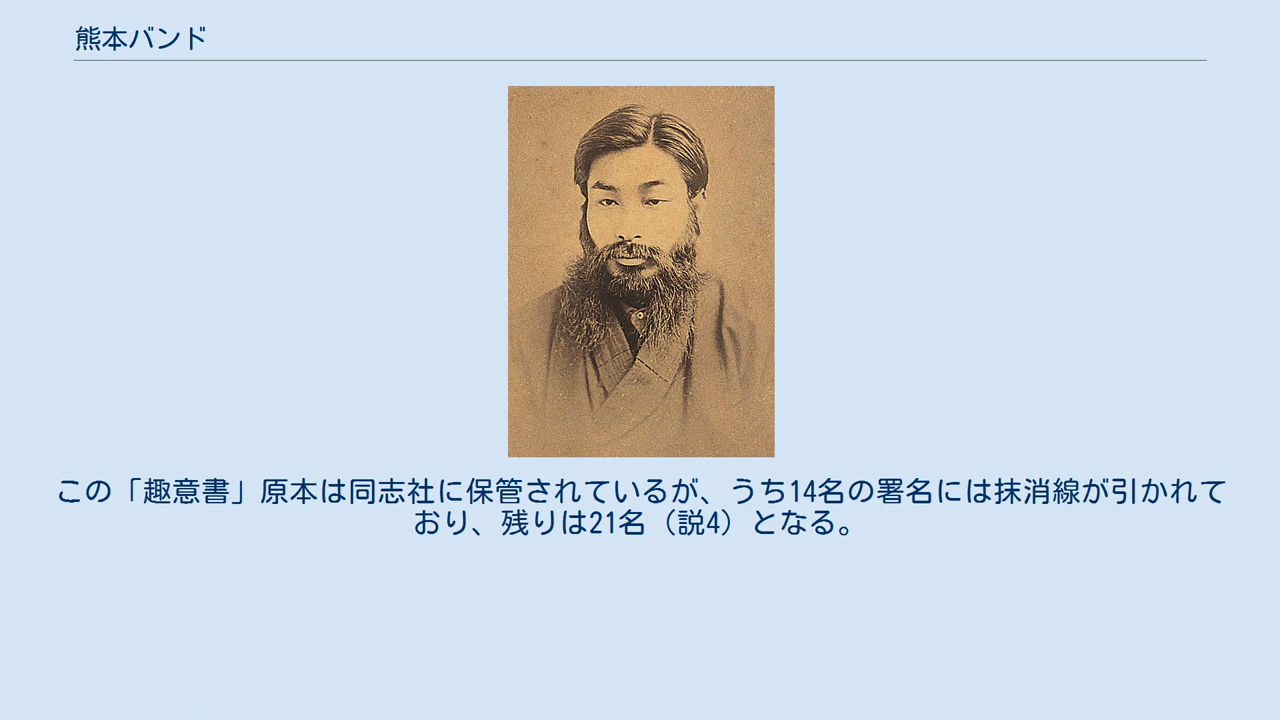 熊本バンド
この「趣意書」原本は同志社に保管されているが、うち14名の署名には抹消線が引かれて
おり、残りは21名（説4）となる。